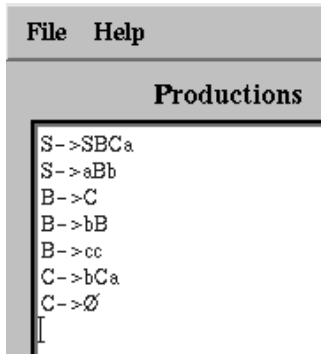 File Help
Productions
S->SBCa
S->aBb
B->C
B->bB
B->cc
C->bCa
C->Ø